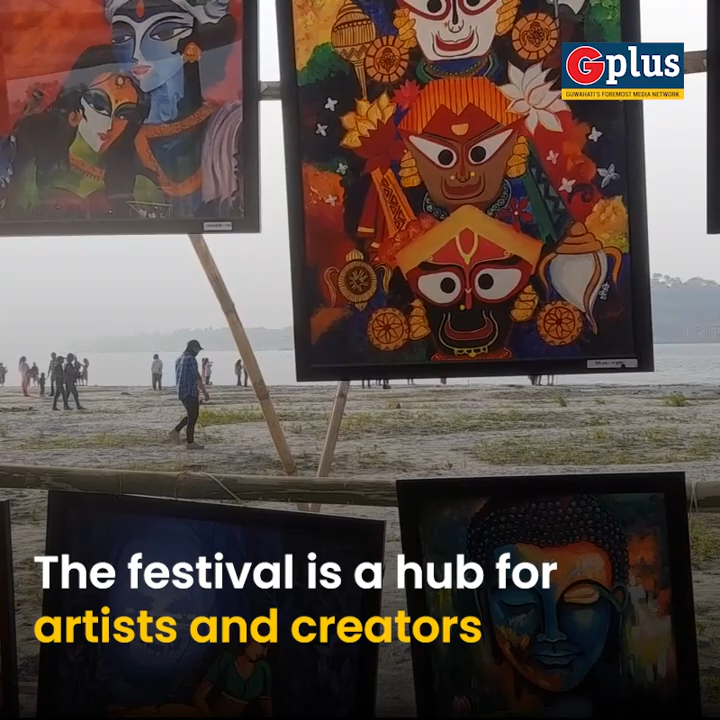 Gplus
GUWAHATI'S FOREMOST MEDIA NETWORK
The festival is a hub for
artists and creators